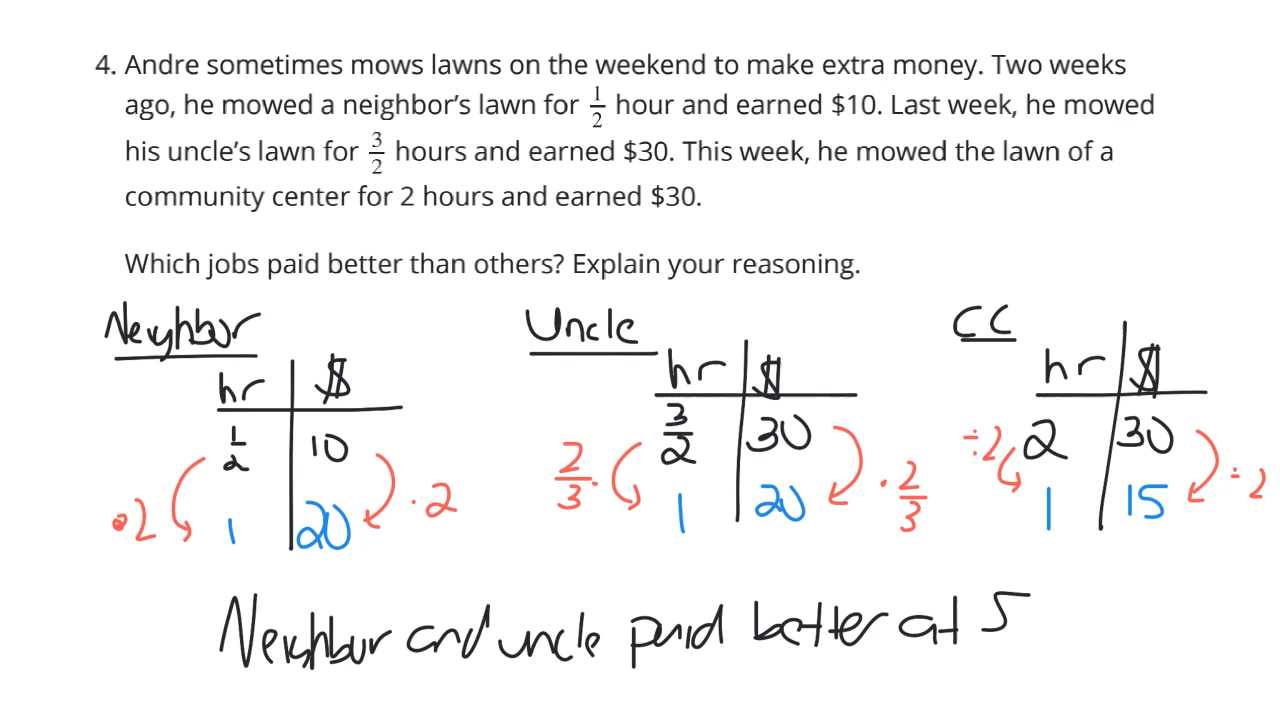 4. Andre sometimes mows lawns on the weekend to make extra money. Two weeks
ago, he mowed a neighbor's lawn for 1/2 hour and earned $10. Last week, he mowed
his uncle's lawn for 3/2 hours and earned $30. This week, he mowed the lawn of a
community center for 2 hours and earned $30.
Which jobs paid better than others? Explain your reasoning.
Neighbor
hr $
1/2 10
·2 1 20 ·2
Uncle
hr $
3/2 30
2/3 · 1 20 · 2/3
CC
hr $
÷2 2 30 ÷2
1 15
Neighbor and uncle paid better at 5